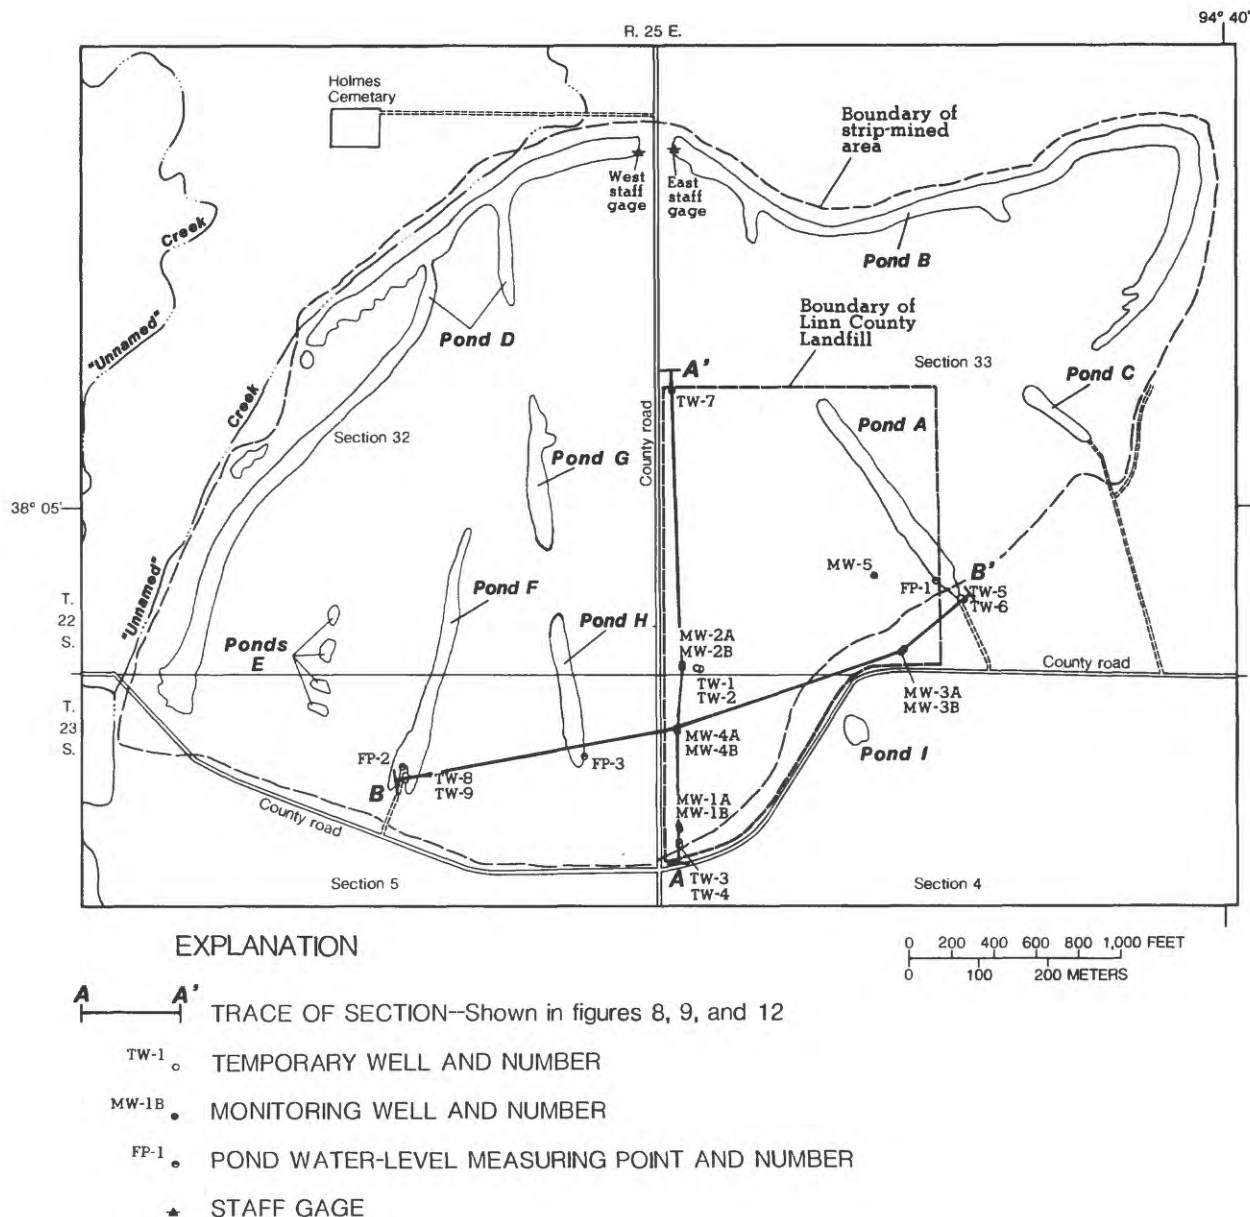 R. 25 E.
94° 40'
Holmes
Cemetary
Boundary of
strip-mined
area
West
staff
gage
East
staff
gage
Creek
"Unnamed"
Pond B
Pond D
Boundary of
Linn County
Landfill
Section 33
A'
TW-7
Pond C
Creek
Section 32
County road
Pond A
Pond G
38° 05'
MW-5
FP-1
B'
TW-5
TW-6
T.
22
S.
"Unnamed"
Pond F
Ponds
E
Pond H
MW-2A
MW-2B
TW-1
TW-2
County road
MW-3A
MW-3B
T.
23
S.
MW-4A
MW-4B
Pond I
FP-2
FP-3
B
TW-8
TW-9
County road
MW-1A
MW-1B
A
TW-3
TW-4
Section 5
Section 4
EXPLANATION
0 200 400 600 800 1,000 FEET
0 100 200 METERS
A A'
TRACE OF SECTION--Shown in figures 8, 9, and 12
TW-1 TEMPORARY WELL AND NUMBER
MW-1B MONITORING WELL AND NUMBER
FP-1 POND WATER-LEVEL MEASURING POINT AND NUMBER
STAFF GAGE